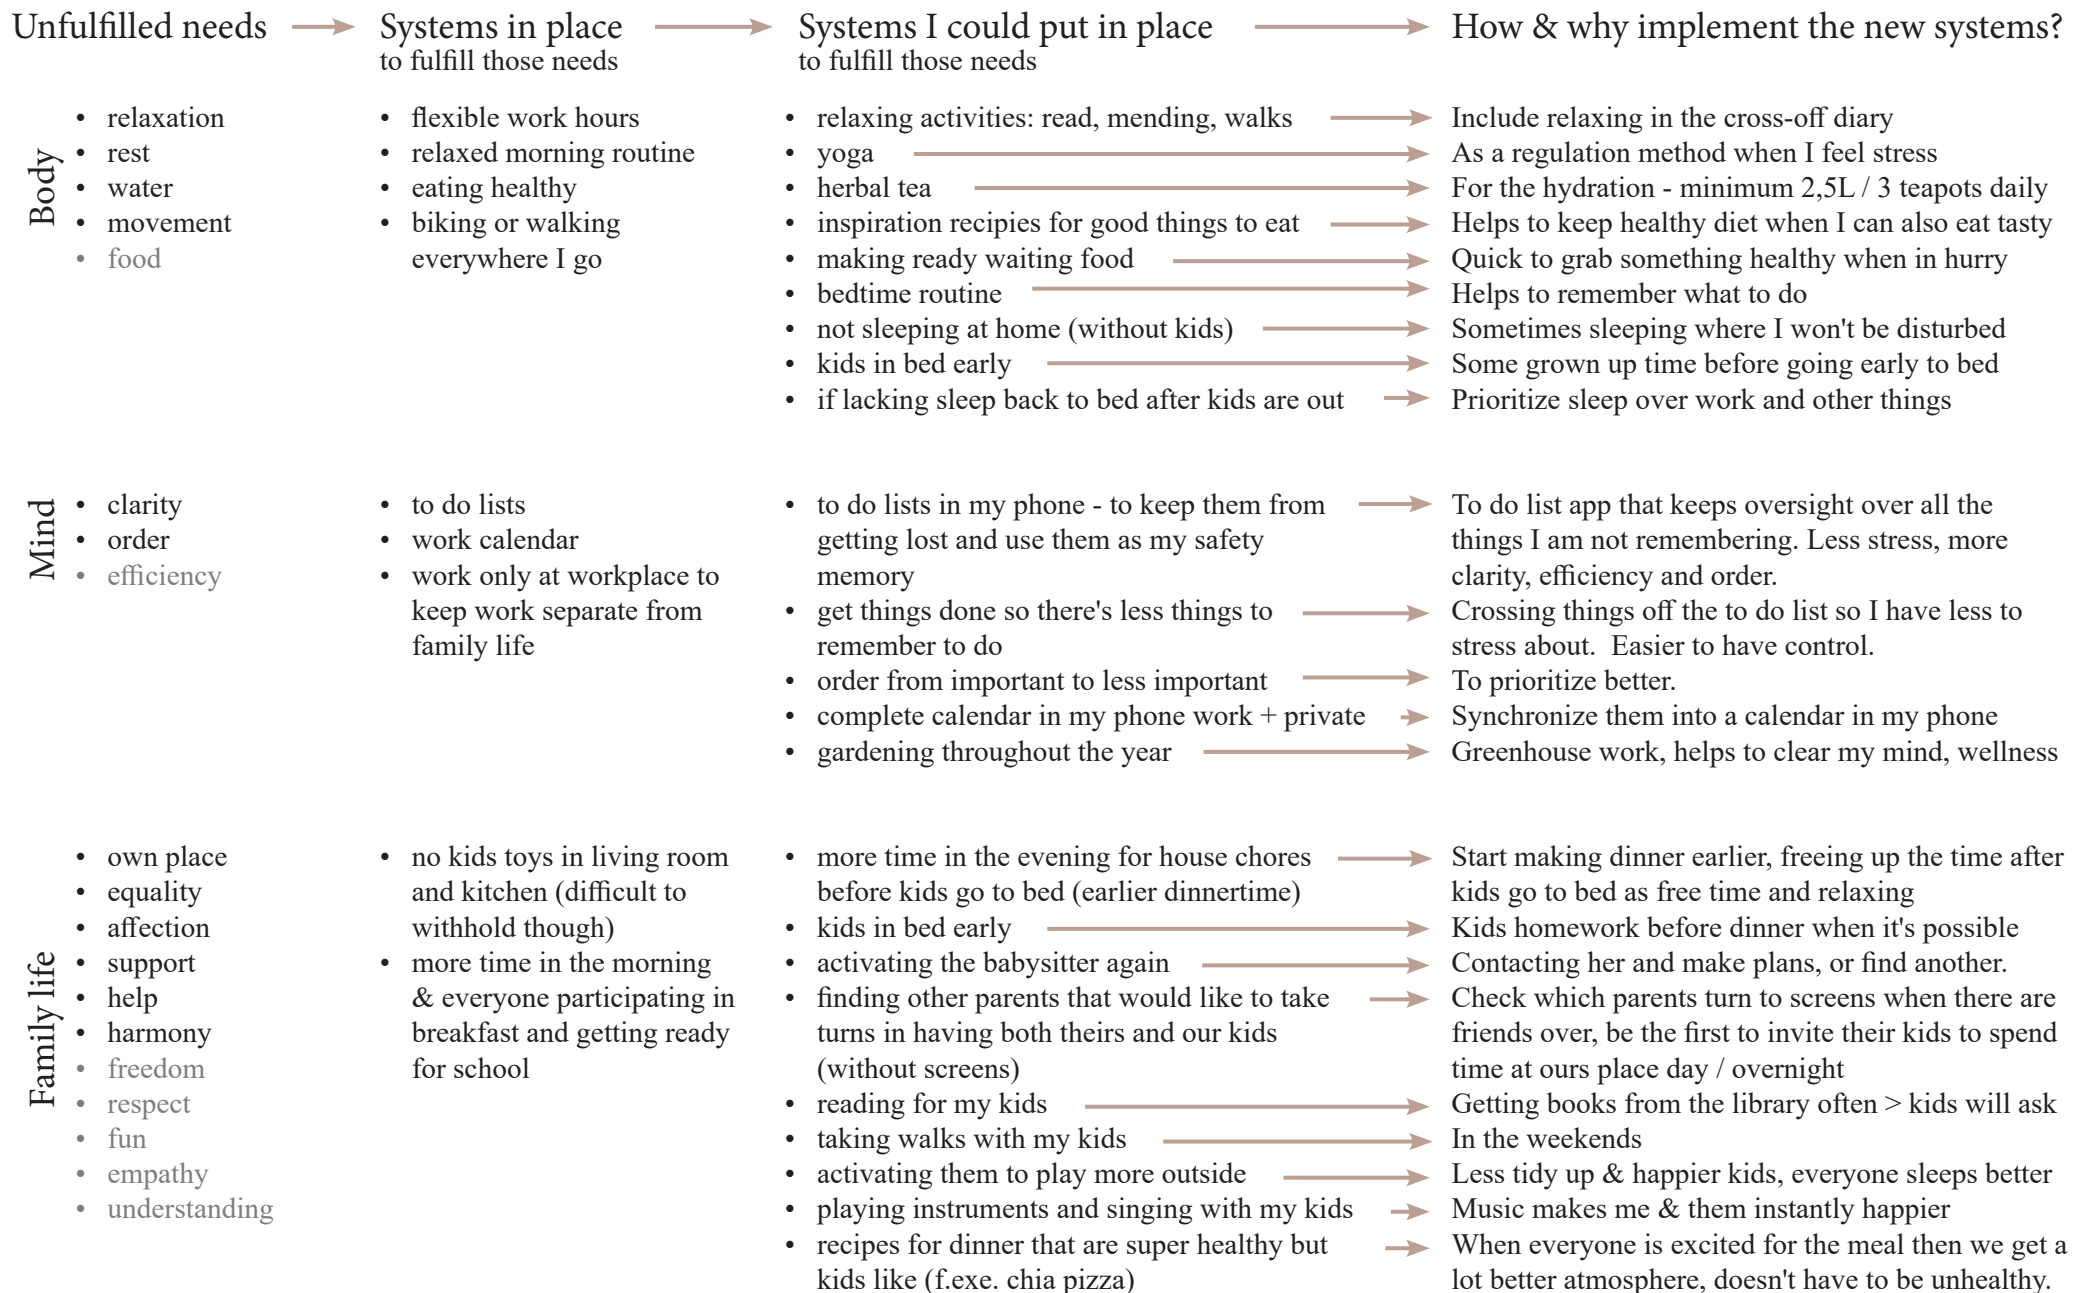 Unfulfilled needs
Systems in place
to fulfill those needs
Systems I could put in place
to fulfill those needs
How & why implement the new systems?
Body
• relaxation
• rest
• water
• movement
• food
• flexible work hours
• relaxed morning routine
• eating healthy
• biking or walking
everywhere I go
• relaxing activities: read, mending, walks
• yoga
• herbal tea
• inspiration recipies for good things to eat
• making ready waiting food
• bedtime routine
• not sleeping at home (without kids)
• kids in bed early
• if lacking sleep back to bed after kids are out
Include relaxing in the cross-off diary
As a regulation method when I feel stress
For the hydration - minimum 2,5L / 3 teapots daily
Helps to keep healthy diet when I can also eat tasty
Quick to grab something healthy when in hurry
Helps to remember what to do
Sometimes sleeping where I won't be disturbed
Some grown up time before going early to bed
Prioritize sleep over work and other things
Mind
• clarity
• order
• efficiency
• to do lists
• work calendar
• work only at workplace to
keep work separate from
family life
• to do lists in my phone - to keep them from
getting lost and use them as my safety
memory
• get things done so there's less things to
remember to do
• order from important to less important
• complete calendar in my phone work + private
• gardening throughout the year
To do list app that keeps oversight over all the
things I am not remembering. Less stress, more
clarity, efficiency and order.
Crossing things off the to do list so I have less to
stress about.  Easier to have control.
To prioritize better.
Synchronize them into a calendar in my phone
Greenhouse work, helps to clear my mind, wellness
Family life
• own place
• equality
• affection
• support
• help
• harmony
• freedom
• respect
• fun
• empathy
• understanding
• no kids toys in living room
and kitchen (difficult to
withhold though)
• more time in the morning
& everyone participating in
breakfast and getting ready
for school
• more time in the evening for house chores
before kids go to bed (earlier dinnertime)
• kids in bed early
• activating the babysitter again
• finding other parents that would like to take
turns in having both theirs and our kids
(without screens)
• reading for my kids
• taking walks with my kids
• activating them to play more outside
• playing instruments and singing with my kids
• recipes for dinner that are super healthy but
kids like (f.exe. chia pizza)
Start making dinner earlier, freeing up the time after
kids go to bed as free time and relaxing
Kids homework before dinner when it's possible
Contacting her and make plans, or find another.
Check which parents turn to screens when there are
friends over, be the first to invite their kids to spend
time at ours place day / overnight
Getting books from the library often > kids will ask
In the weekends
Less tidy up & happier kids, everyone sleeps better
Music makes me & them instantly happier
When everyone is excited for the meal then we get a
lot better atmosphere, doesn't have to be unhealthy.